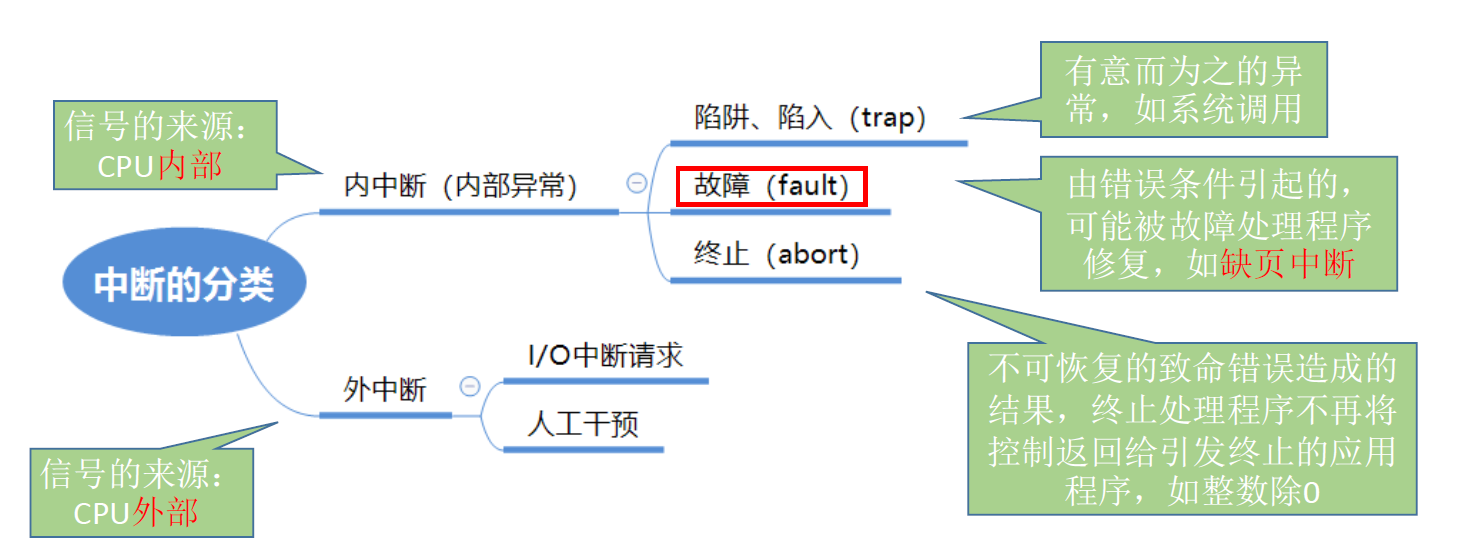 中断的分类
信号的来源：
CPU内部
内中断（内部异常）
陷阱、陷入（trap）
有意而为之的异
常，如系统调用
故障（fault）
由错误条件引起的，
可能被故障处理程序
修复，如缺页中断
终止（abort）
不可恢复的致命错误造成的
结果，终止处理程序不再将
控制返回给引发终止的应用
程序，如整数除0
外中断
信号的来源：
CPU外部
I/O中断请求
人工干预